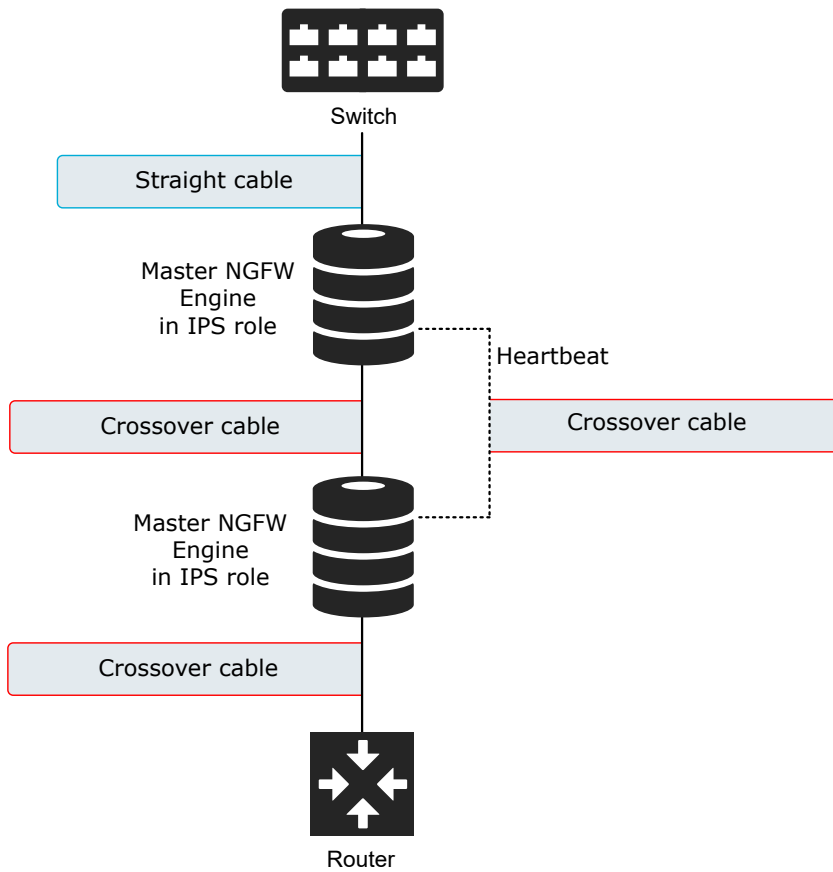 Switch
Straight cable
Master NGFW
Engine
in IPS role
Heartbeat
Crossover cable
Crossover cable
Master NGFW
Engine
in IPS role
Crossover cable
Router